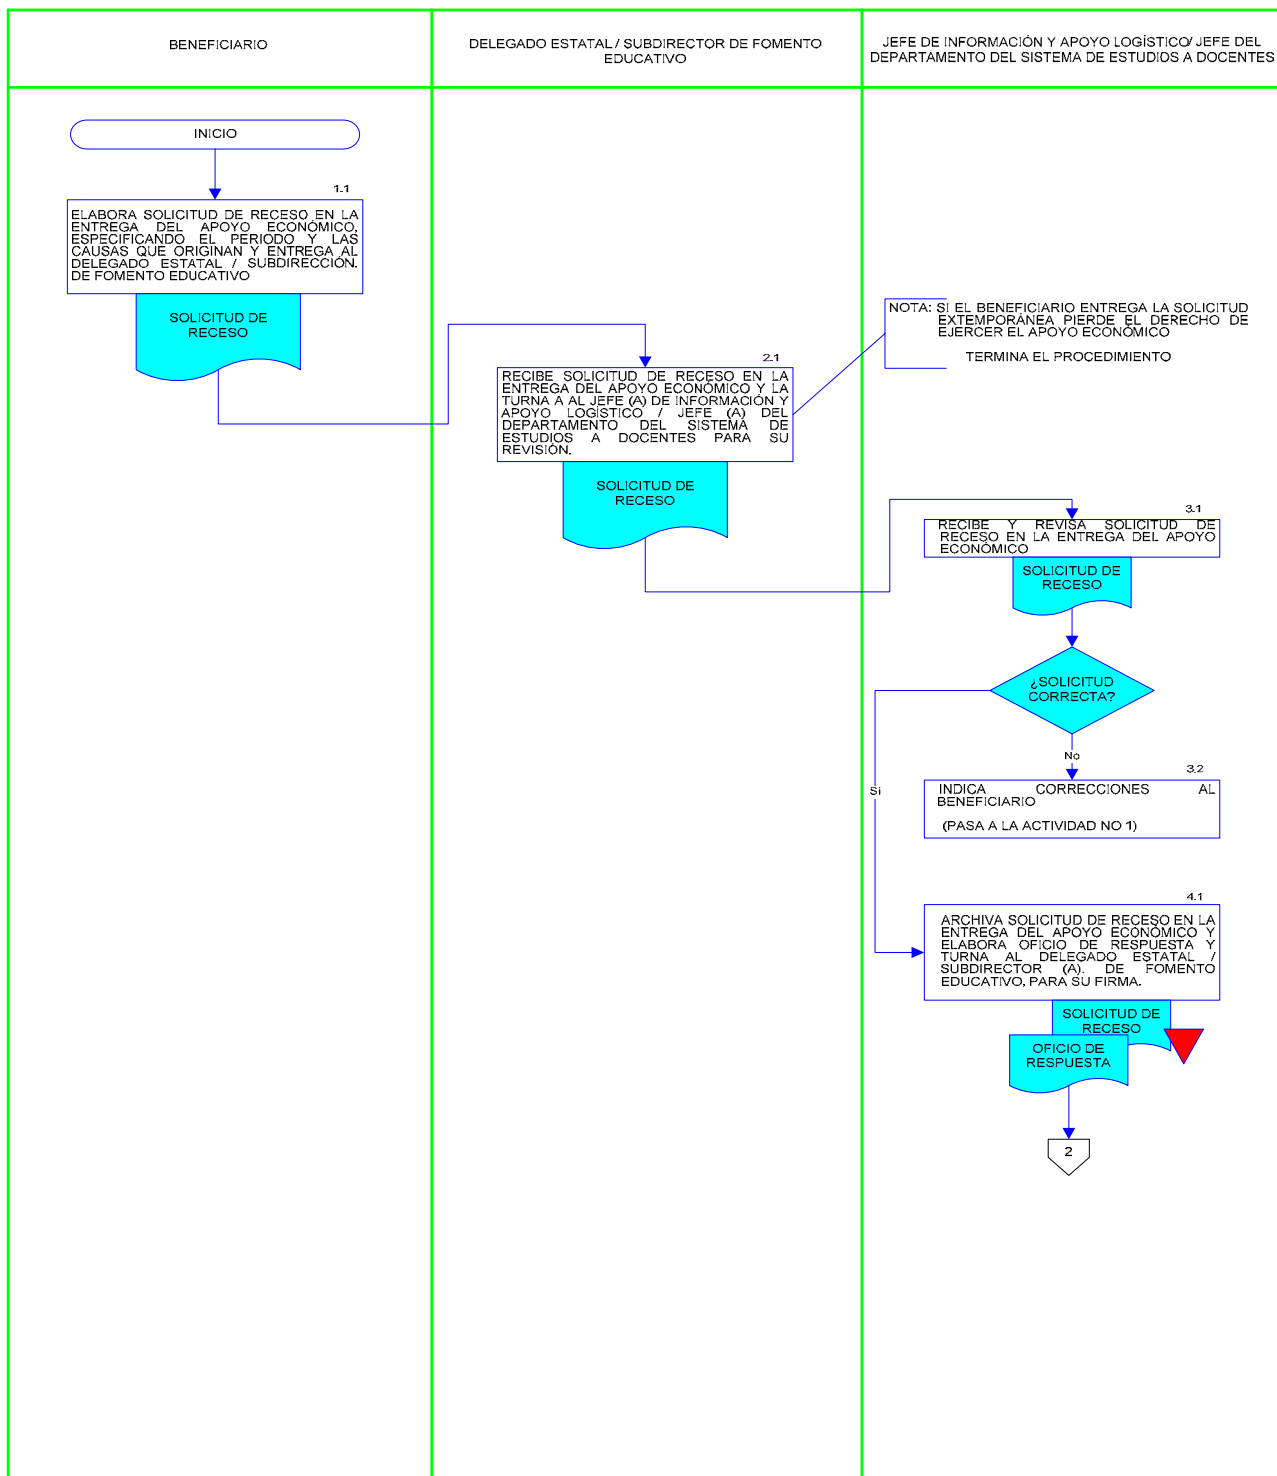 BENEFICIARIO
DELEGADO ESTATAL / SUBDIRECTOR DE FOMENTO
EDUCATIVO
JEFE DE INFORMACIÓN Y APOYO LOGÍSTICO/ JEFE DEL
DEPARTAMENTO DEL SISTEMA DE ESTUDIOS A DOCENTES
INICIO
1.1
ELABORA SOLICITUD DE RECESO EN LA
ENTREGA DEL APOYO ECONÓMICO,
ESPECIFICANDO EL PERIODO Y LAS
CAUSAS QUE ORIGINAN Y ENTREGA AL
DELEGADO ESTATAL / SUBDIRECCIÓN.
DE FOMENTO EDUCATIVO
SOLICITUD DE
RECESO
NOTA: SI EL BENEFICIARIO ENTREGA LA SOLICITUD
EXTEMPORÁNEA PIERDE EL DERECHO DE
EJERCER EL APOYO ECONÓMICO
TERMINA EL PROCEDIMIENTO
2.1
RECIBE SOLICITUD DE RECESO EN LA
ENTREGA DEL APOYO ECONÓMICO Y LA
TURNA A AL JEFE (A) DE INFORMACIÓN Y
APOYO LOGÍSTICO / JEFE (A) DEL
DEPARTAMENTO DEL SISTEMA DE
ESTUDIOS A DOCENTES PARA SU
REVISIÓN.
SOLICITUD DE
RECESO
3.1
RECIBE Y REVISA SOLICITUD DE
RECESO EN LA ENTREGA DEL APOYO
ECONÓMICO
SOLICITUD DE
RECESO
¿SOLICITUD
CORRECTA?
No
Si
3.2
INDICA CORRECCIONES AL
BENEFICIARIO
(PASA A LA ACTIVIDAD NO 1)
4.1
ARCHIVA SOLICITUD DE RECESO EN LA
ENTREGA DEL APOYO ECONÓMICO Y
ELABORA OFICIO DE RESPUESTA Y
TURNA AL DELEGADO ESTATAL /
SUBDIRECTOR (A). DE FOMENTO
EDUCATIVO, PARA SU FIRMA.
SOLICITUD DE
RECESO
OFICIO DE
RESPUESTA
2